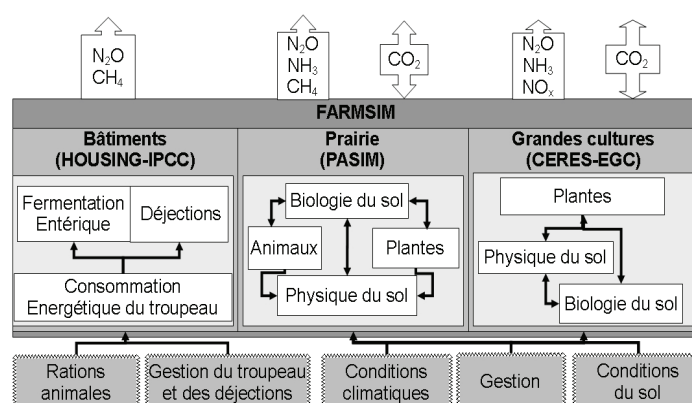 N₂O
CH₄
N₂O
NH₃
CH₄
CO₂
N₂O
NH₃
NOₓ
CO₂
FARMSIM
Bâtiments
(HOUSING-IPCC)
Prairie
(PASIM)
Grandes cultures
(CERES-EGC)
Fermentation
Entérique
Déjections
Consommation
Energétique du troupeau
Biologie du sol
Animaux
Plantes
Physique du sol
Plantes
Physique du sol
Biologie du sol
Rations
animales
Gestion du troupeau
et des déjections
Conditions
climatiques
Gestion
Conditions
du sol